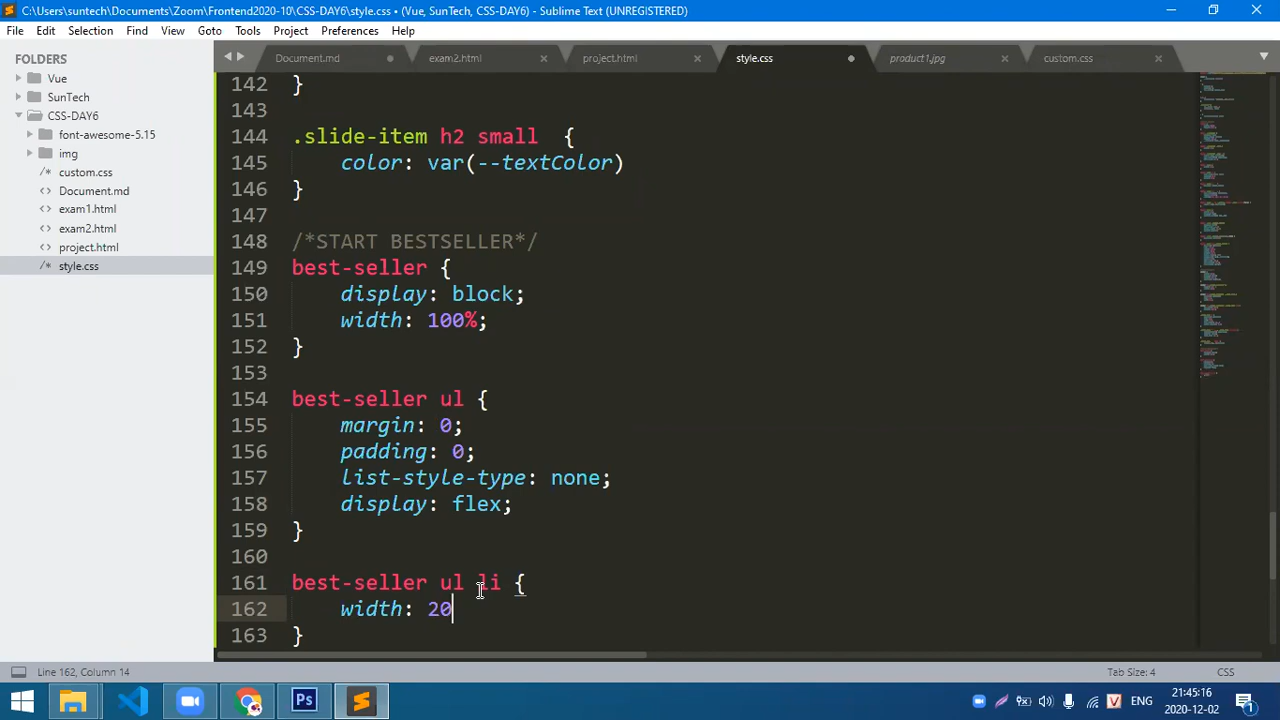 C:\Users\suntech\Documents\Zoom\Frontend2020-10\CSS-DAY6\style.css • (Vue, SunTech, CSS-DAY6) - Sublime Text (UNREGISTERED)
File Edit Selection Find View Goto Tools Project Preferences Help
FOLDERS
Vue
SunTech
CSS-DAY6
font-awesome-5.15
img
custom.css
Document.md
exam1.html
exam2.html
project.html
style.css
Document.md exam2.html project.html style.css product1.jpg custom.css
142 }
143
144 .slide-item h2 small {
145 color: var(--textColor)
146 }
147
148 /*START BESTSELLER*/
149 best-seller {
150 display: block;
151 width: 100%;
152 }
153
154 best-seller ul {
155 margin: 0;
156 padding: 0;
157 list-style-type: none;
158 display: flex;
159 }
160
161 best-seller ul li {
162 width: 20
163 }
Line 162, Column 14 Tab Size: 4 CSS
Ps V ENG 21:45:16
2020-12-02 1